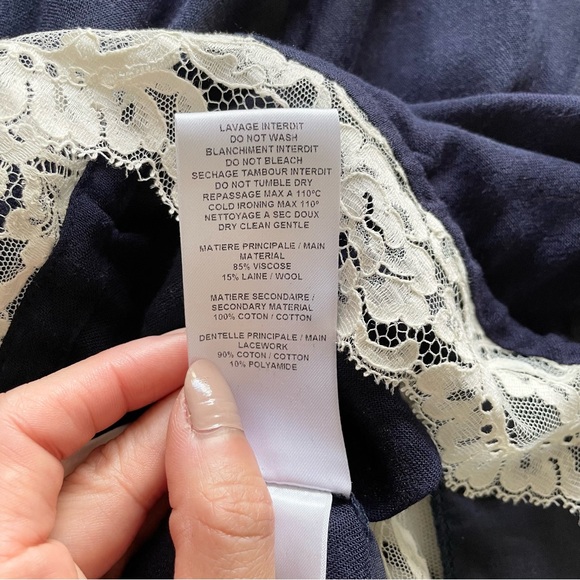 LAVAGE INTERDIT
DO NOT WASH
BLANCHIMENT INTERDIT
DO NOT BLEACH
SECHAGE TAMBOUR INTERDIT
DO NOT TUMBLE DRY
REPASSAGE MAX A 110ºC
COLD IRONING MAX 110º
NETTOYAGE A SEC DOUX
DRY CLEAN GENTLE
MATIERE PRINCIPALE / MAIN
MATERIAL
85% VISCOSE
15% LAINE / WOOL
MATIERE SECONDAIRE /
SECONDARY MATERIAL
100% COTON / COTTON
DENTELLE PRINCIPALE / MAIN
LACEWORK
90% COTON / COTTON
10% POLYAMIDE